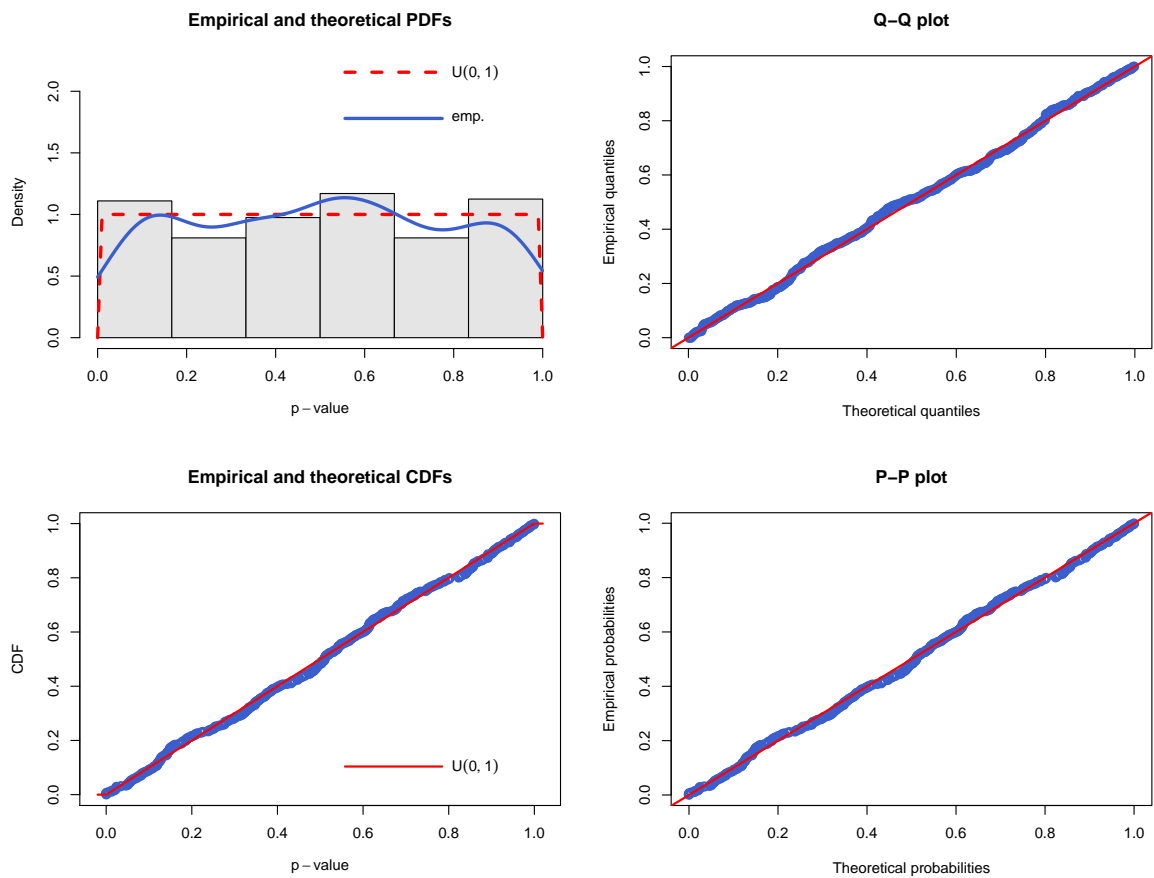 Empirical and theoretical PDFs
U(0, 1)
emp.
Density
0.0 0.5 1.0 1.5 2.0
0.0 0.2 0.4 0.6 0.8 1.0
p − value
Q−Q plot
Empirical quantiles
0.0 0.2 0.4 0.6 0.8 1.0
0.0 0.2 0.4 0.6 0.8 1.0
Theoretical quantiles
Empirical and theoretical CDFs
CDF
0.0 0.2 0.4 0.6 0.8 1.0
U(0, 1)
0.0 0.2 0.4 0.6 0.8 1.0
p − value
P−P plot
Empirical probabilities
0.0 0.2 0.4 0.6 0.8 1.0
0.0 0.2 0.4 0.6 0.8 1.0
Theoretical probabilities